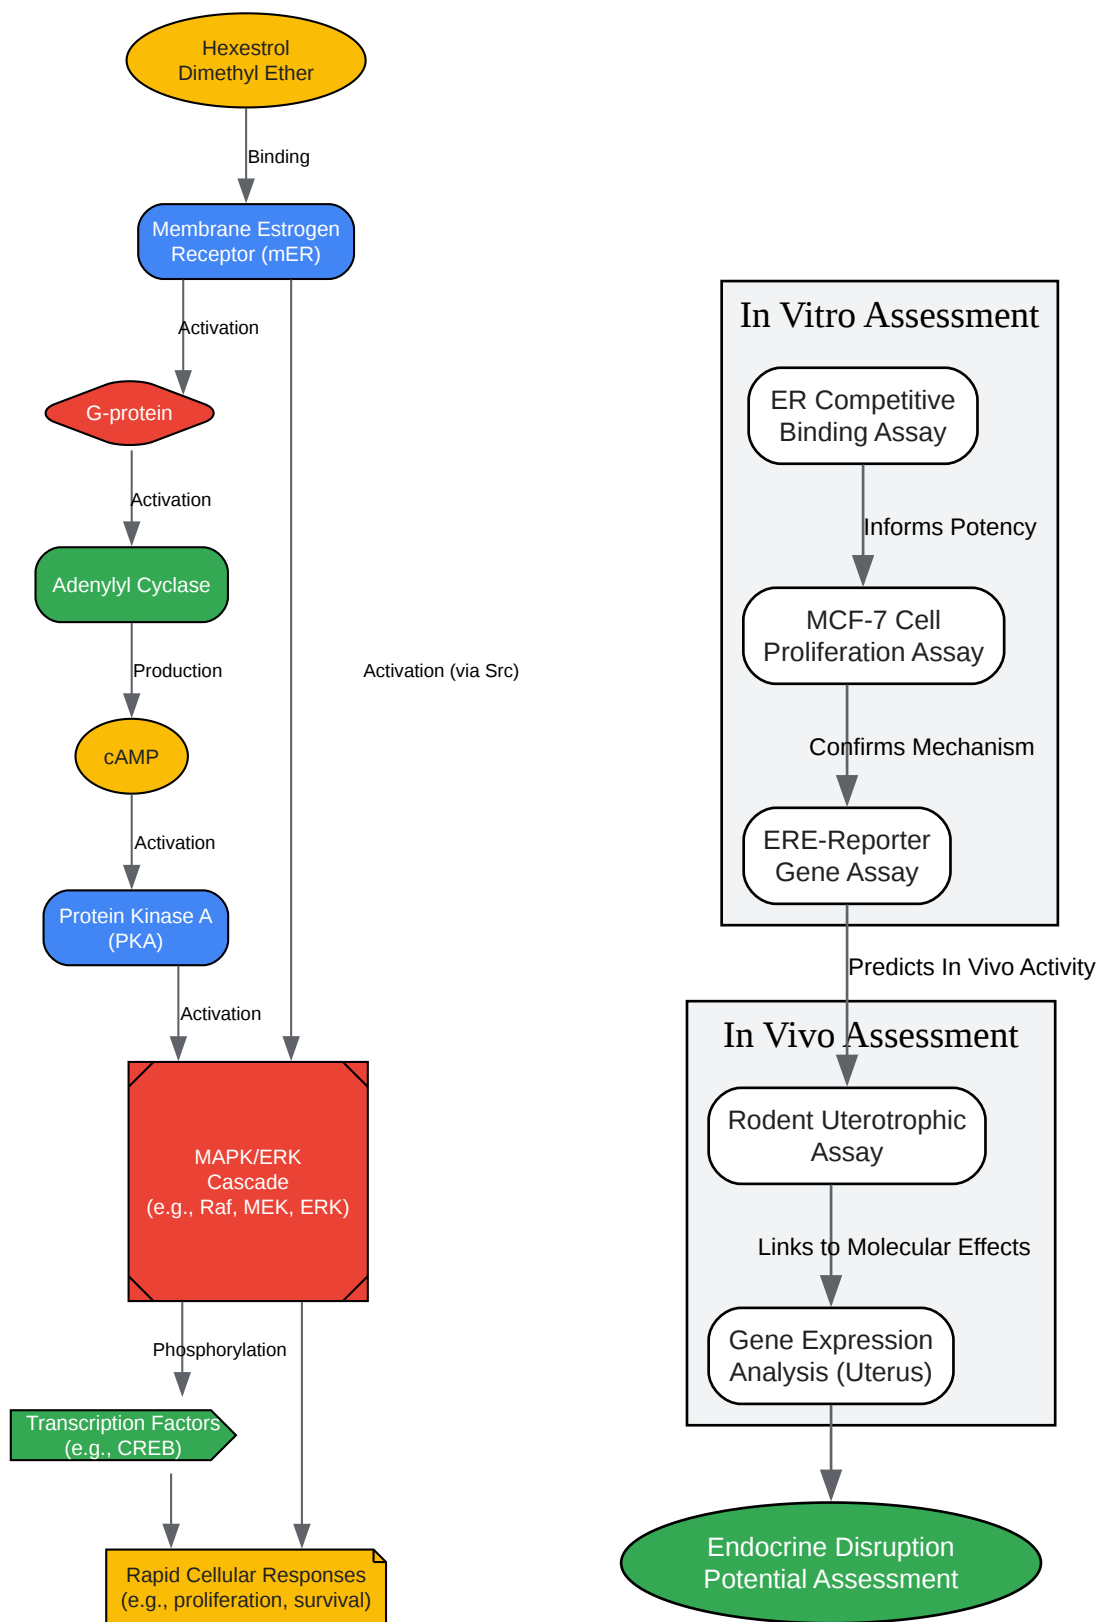 Hexestrol
Dimethyl Ether
Binding
Membrane Estrogen
Receptor (mER)
Activation
G-protein
Activation
Adenylyl Cyclase
Production
Activation (via Src)
cAMP
Activation
Protein Kinase A
(PKA)
Activation
MAPK/ERK
Cascade
(e.g., Raf, MEK, ERK)
Phosphorylation
Transcription Factors
(e.g., CREB)
Rapid Cellular Responses
(e.g., proliferation, survival)
In Vitro Assessment
ER Competitive
Binding Assay
Informs Potency
MCF-7 Cell
Proliferation Assay
Confirms Mechanism
ERE-Reporter
Gene Assay
Predicts In Vivo Activity
In Vivo Assessment
Rodent Uterotrophic
Assay
Links to Molecular Effects
Gene Expression
Analysis (Uterus)
Endocrine Disruption
Potential Assessment